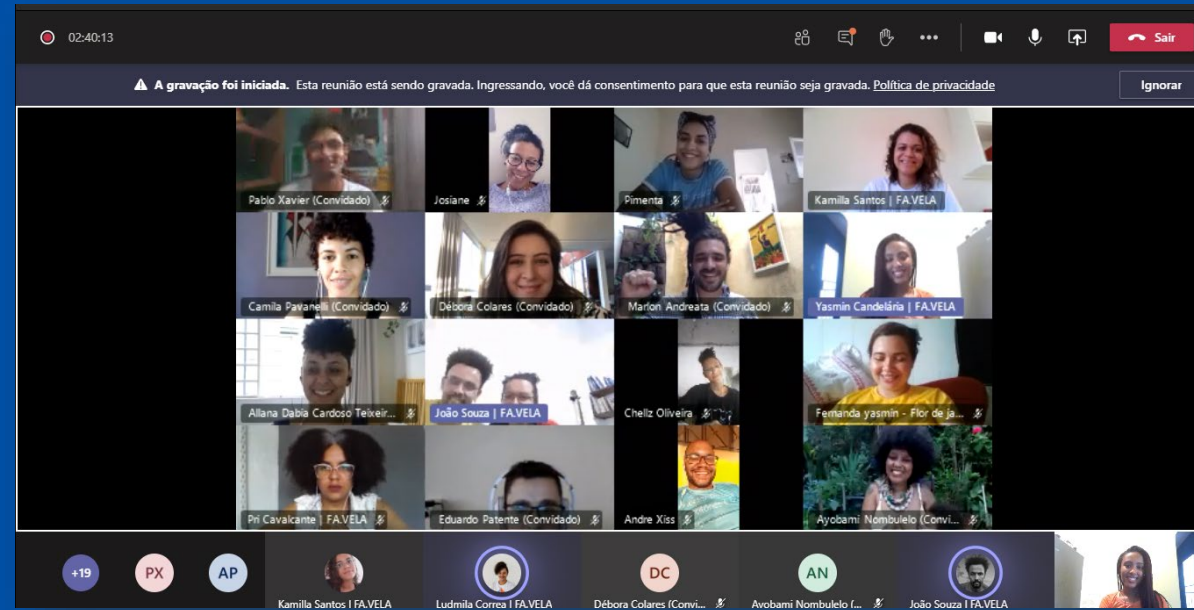 02:40:13
Sair
A gravação foi iniciada. Esta reunião está sendo gravada. Ingressando, você dá consentimento para que esta reunião seja gravada. Política de privacidade
Ignorar
Pablo Xavier (Convidado)
Josiane
Pimenta
Kamilla Santos | FA.VELA
Camila Pavanelli (Convidado)
Débora Colares (Convidado)
Marlon Andreata (Convidado)
Yasmin Candelária | FA.VELA
Allana Dabia Cardoso Teixeir...
João Souza | FA.VELA
Chellz Oliveira
Fernanda yasmin - Flor de ja...
Pri Cavalcante | FA.VELA
Eduardo Patente (Convidado)
Andre Xiss
Ayobami Nombulelo (Convi...
+19
PX
AP
Kamilla Santos | FA.VELA
Ludmila Correa | FA.VELA
DC
Débora Colares (Convi...
AN
Ayobami Nombulelo (...
João Souza | FA.VELA